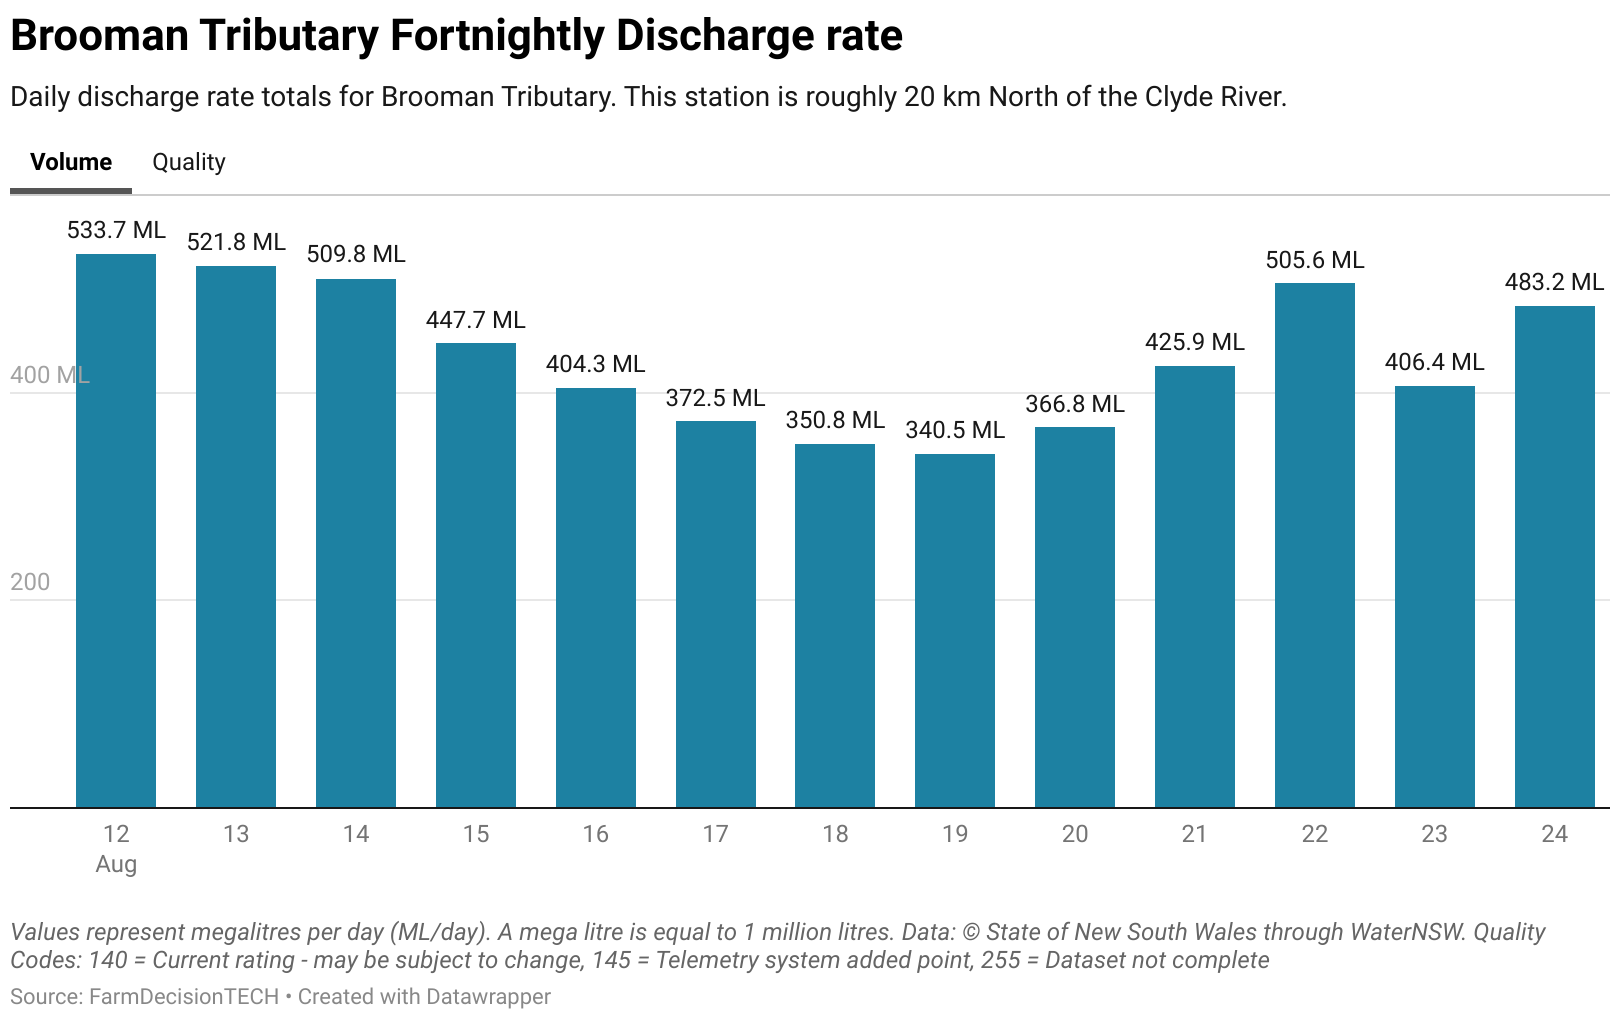 Brooman Tributary Fortnightly Discharge rate
Daily discharge rate totals for Brooman Tributary. This station is roughly 20 km North of the Clyde River.
Volume Quality
533.7 ML 521.8 ML 509.8 ML 447.7 ML 404.3 ML 372.5 ML 350.8 ML 340.5 ML 366.8 ML 425.9 ML 505.6 ML 406.4 ML 483.2 ML
400 ML
200
12 13 14 15 16 17 18 19 20 21 22 23 24
Aug
Values represent megalitres per day (ML/day). A mega litre is equal to 1 million litres. Data: © State of New South Wales through WaterNSW. Quality
Codes: 140 = Current rating - may be subject to change, 145 = Telemetry system added point, 255 = Dataset not complete
Source: FarmDecisionTECH • Created with Datawrapper